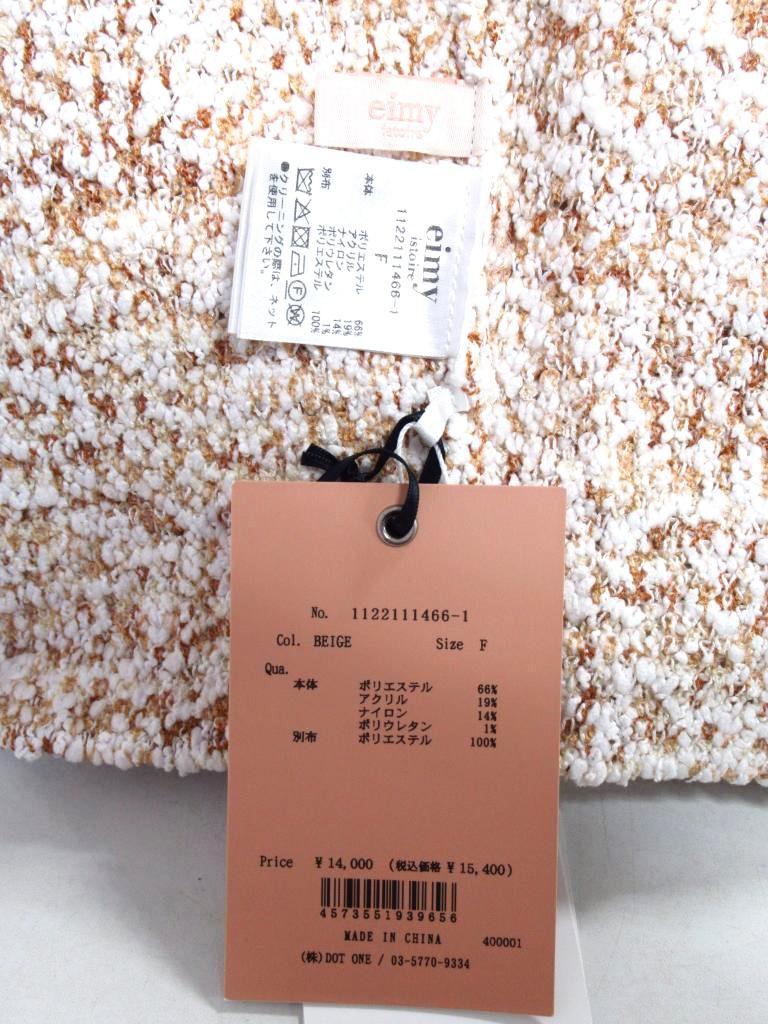 eimy
istoire
eimy
istoire
1122111466-1
F
本体 ポリエステル 66%
アクリル 19%
ナイロン 14%
ポリウレタン 1%
別布 ポリエステル 100%
●クリーニングの際は、ネット
を使用して下さい。
No. 1122111466-1
Col. BEIGE Size F
Qua.
本体 ポリエステル 66%
アクリル 19%
ナイロン 14%
ポリウレタン 1%
別布 ポリエステル 100%
Price ¥14,000 (税込価格 ¥15,400)
4573551939656
MADE IN CHINA 400001
(株)DOT ONE / 03-5770-9334